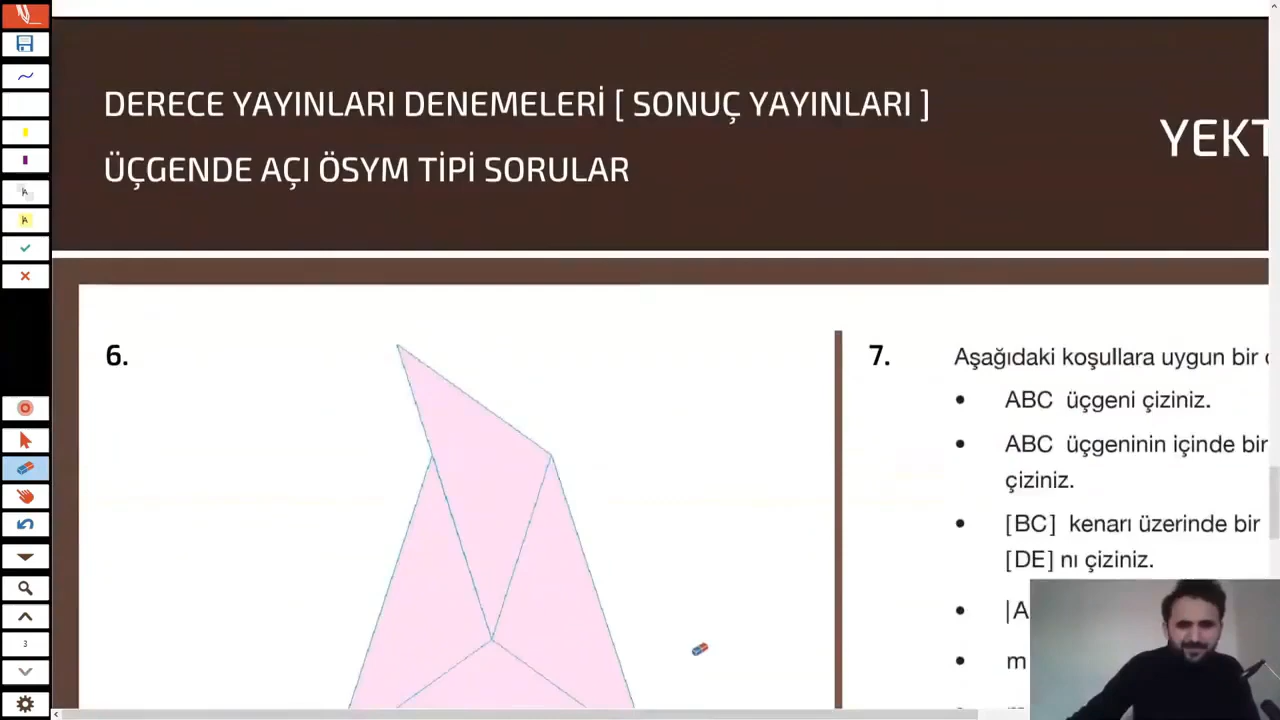 DERECE YAYINLARI DENEMELERİ [ SONUÇ YAYINLARI ]
ÜÇGENDE AÇI ÖSYM TİPİ SORULAR
YEKT
6.
7. Aşağıdaki koşullara uygun bir
• ABC üçgeni çiziniz.
• ABC üçgeninin içinde bir
çiziniz.
• [BC] kenarı üzerinde bir
[DE] nı çiziniz.
• |A
• m
3